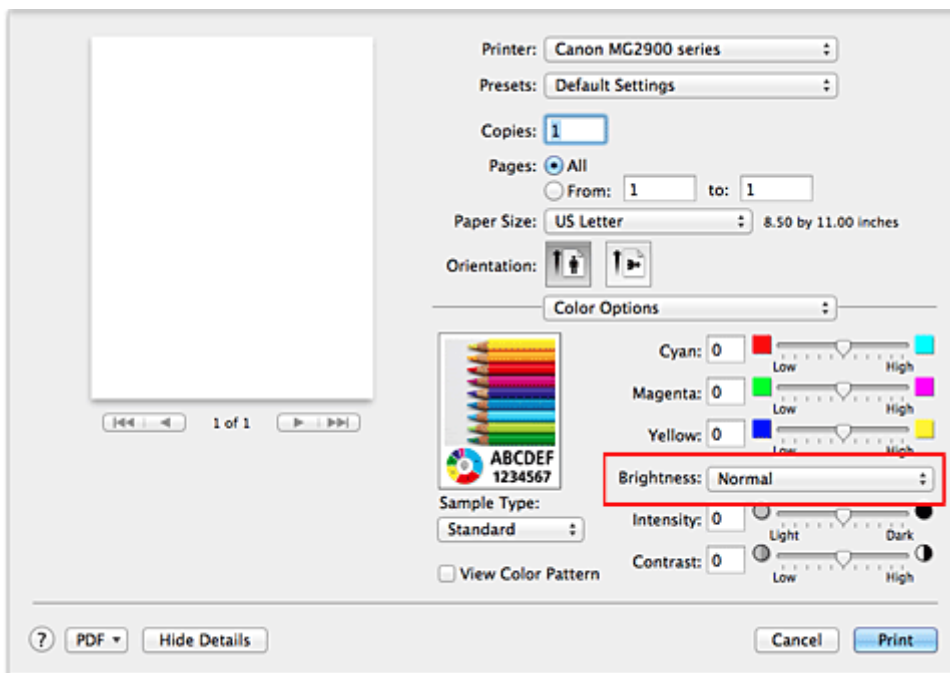 Printer: Canon MG2900 series
Presets: Default Settings
Copies: 1
Pages: All
From: 1 to: 1
Paper Size: US Letter 8.50 by 11.00 inches
Orientation:
Color Options
Cyan: 0
Low High
Magenta: 0
Low High
1 of 1
Yellow: 0
Low High
ABCDEF
1234567
Brightness: Normal
Sample Type:
Standard
Intensity: 0
Light Dark
Contrast: 0
Low High
View Color Pattern
? PDF Hide Details Cancel Print